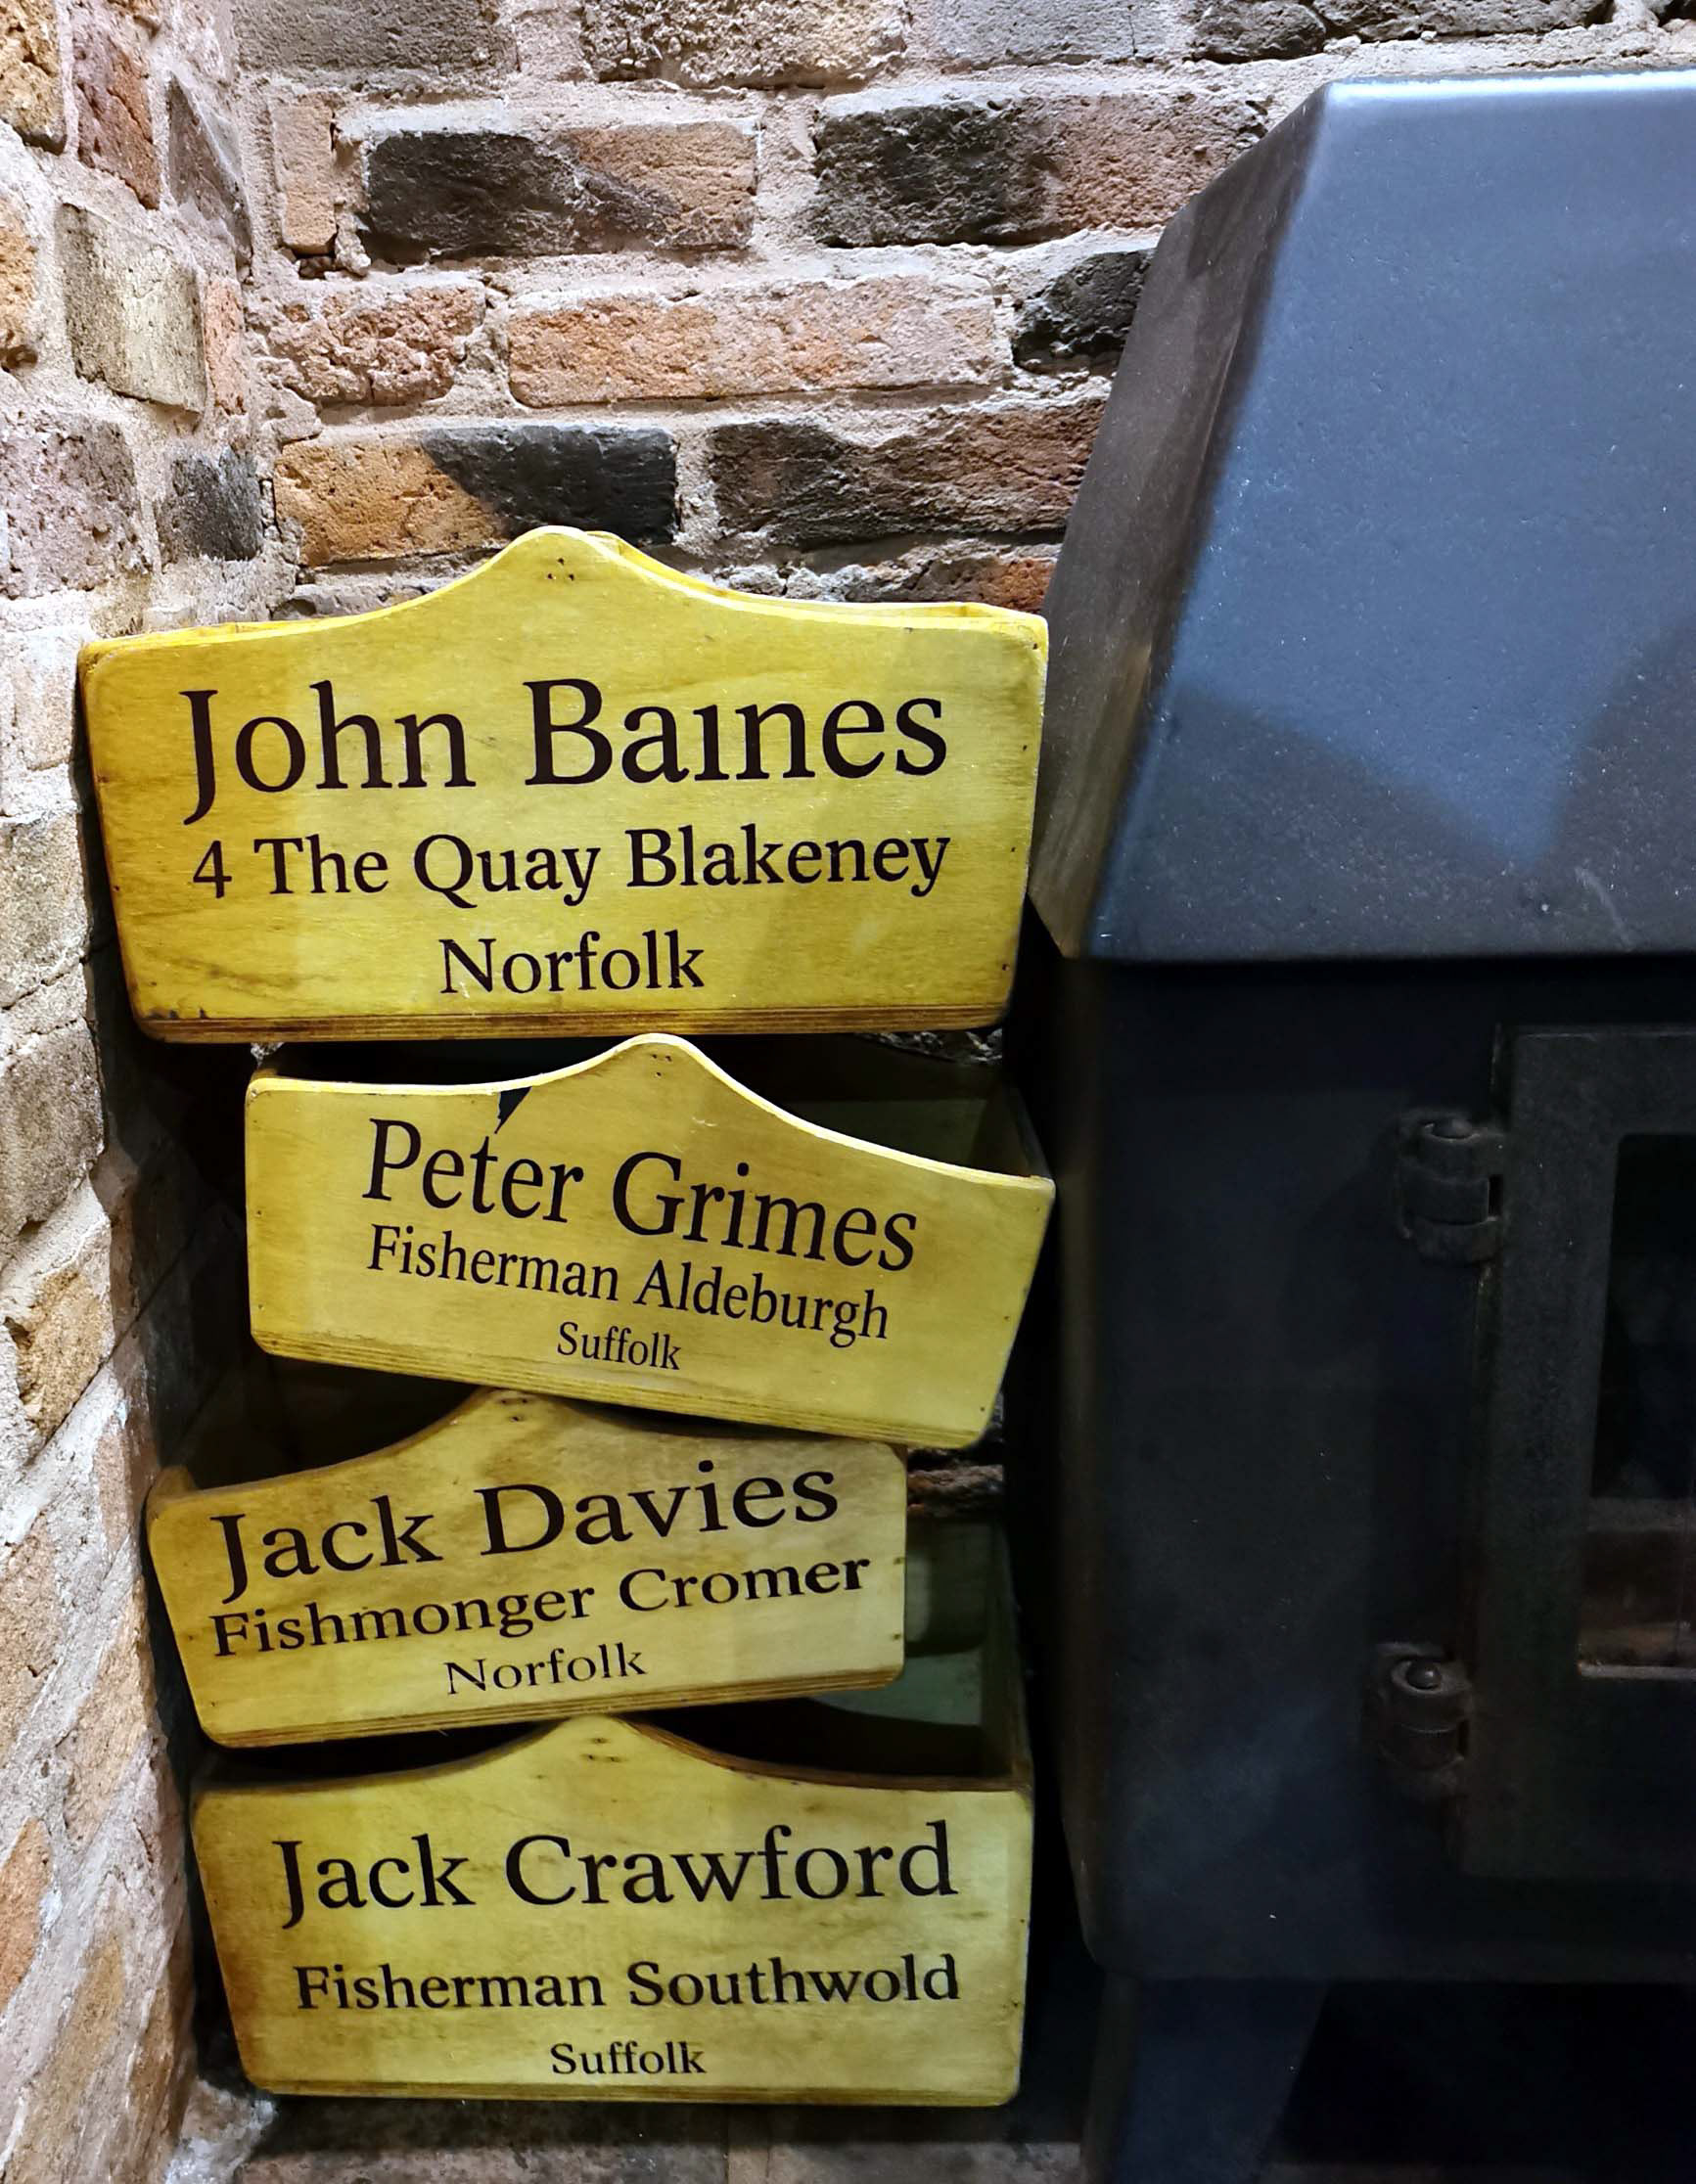 John Baines
4 The Quay Blakeney
Norfolk
Peter Grimes
Fisherman Aldeburgh
Suffolk
Jack Davies
Fishmonger Cromer
Norfolk
Jack Crawford
Fisherman Southwold
Suffolk